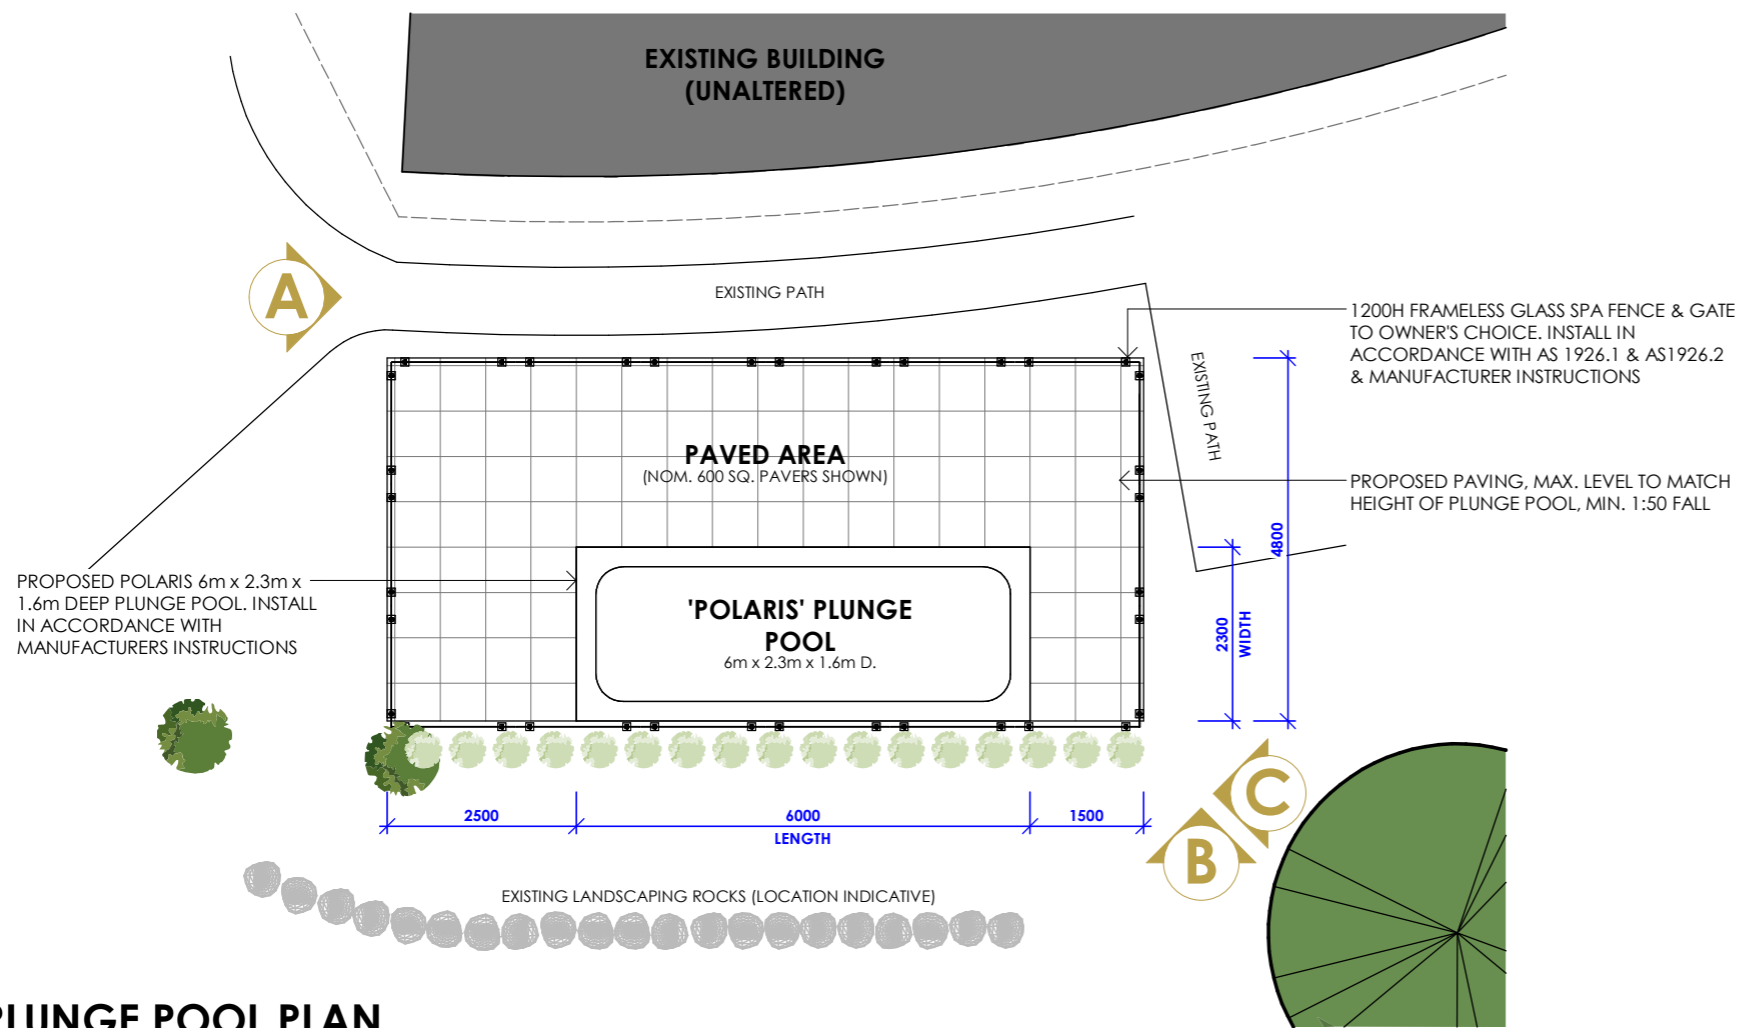 EXISTING BUILDING
(UNALTERED)
A
EXISTING PATH
1200H FRAMELESS GLASS SPA FENCE & GATE
TO OWNER'S CHOICE. INSTALL IN
ACCORDANCE WITH AS 1926.1 & AS1926.2
& MANUFACTURER INSTRUCTIONS
EXISTING PATH
PAVED AREA
(NOM. 600 SQ. PAVERS SHOWN)
PROPOSED PAVING, MAX. LEVEL TO MATCH
HEIGHT OF PLUNGE POOL, MIN. 1:50 FALL
4800
PROPOSED POLARIS 6m x 2.3m x
1.6m DEEP PLUNGE POOL. INSTALL
IN ACCORDANCE WITH
MANUFACTURERS INSTRUCTIONS
'POLARIS' PLUNGE
POOL
6m x 2.3m x 1.6m D.
2300
WIDTH
2500
6000
LENGTH
1500
C
B
EXISTING LANDSCAPING ROCKS (LOCATION INDICATIVE)
PLUNGE POOL PLAN